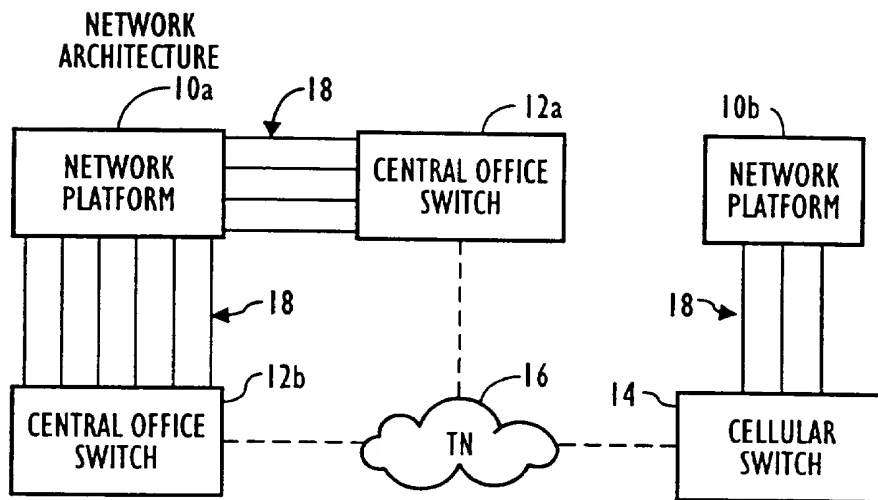 NETWORK
ARCHITECTURE
10a
18
12a
10b
NETWORK
PLATFORM
CENTRAL OFFICE
SWITCH
NETWORK
PLATFORM
18
18
12b
16
14
CENTRAL OFFICE
SWITCH
TN
CELLULAR
SWITCH